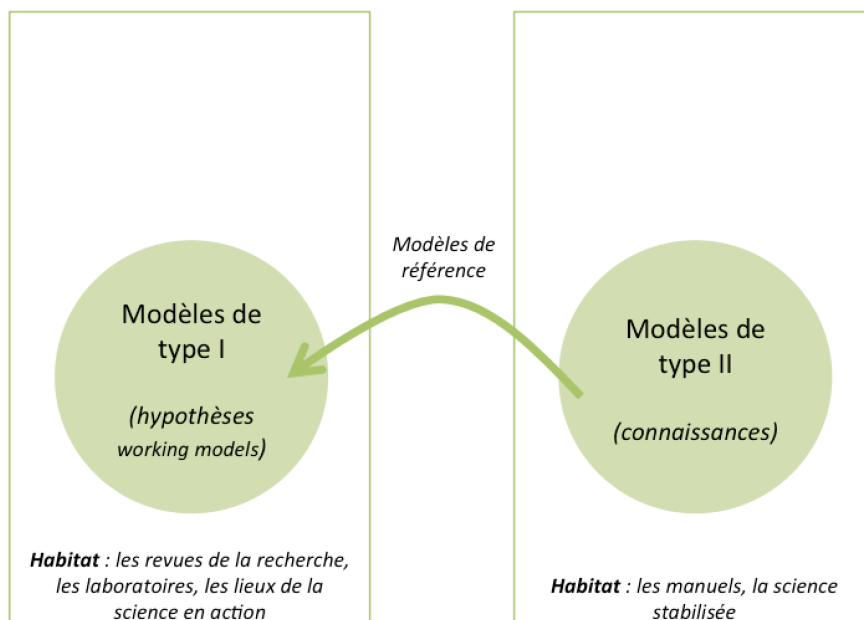 Modèles de
référence
Modèles de
type I
(hypothèses
working models)
Modèles de
type II
(connaissances)
Habitat : les revues de la recherche,
les laboratoires, les lieux de la
science en action
Habitat : les manuels, la science
stabilisée